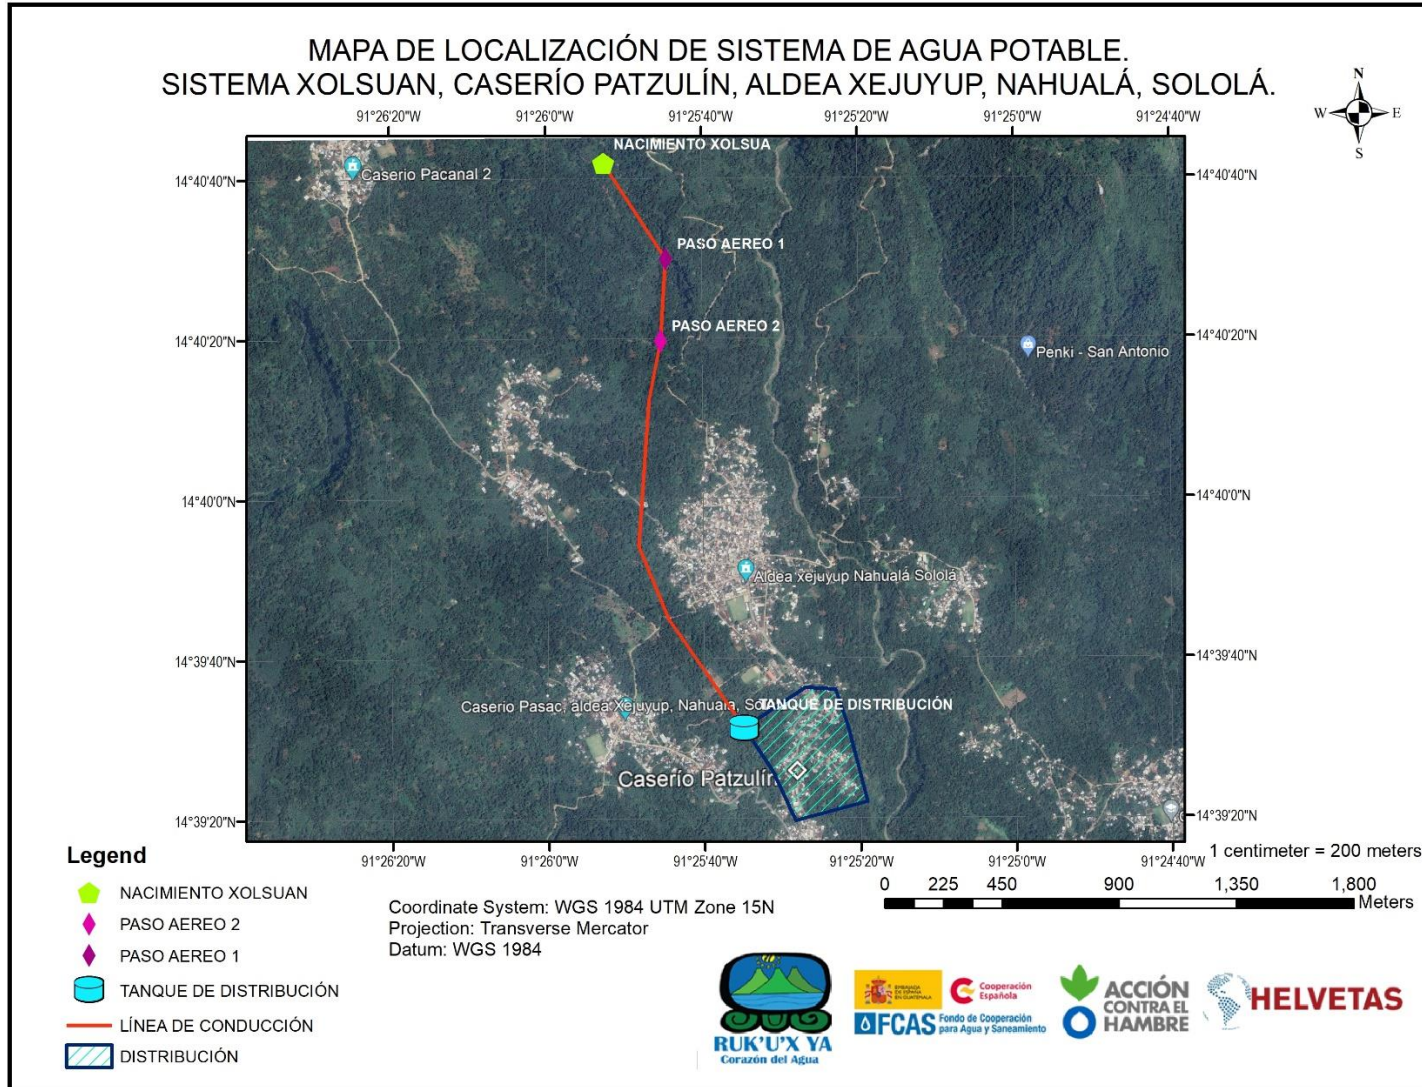 MAPA DE LOCALIZACIÓN DE SISTEMA DE AGUA POTABLE.
SISTEMA XOLSUAN, CASERÍO PATZULÍN, ALDEA XEJUYUP, NAHUALÁ, SOLOLÁ.
N
W
E
S
91°26'20"W 91°26'0"W 91°25'40"W 91°25'20"W 91°25'0"W 91°24'40"W
NACIMIENTO XOLSUA
Caserio Pacanal 2
14°40'40"N
14°40'40"N
PASO AEREO 1
PASO AEREO 2
14°40'20"N
14°40'20"N
Penki - San Antonio
14°40'0"N
14°40'0"N
Aldea xejuyup Nahualá Sololá
14°39'40"N
14°39'40"N
Caserio Pasac, aldea Xejuyup, Nahuala,
TANQUE DE DISTRIBUCIÓN
Caserío Patzulín
14°39'20"N
14°39'20"N
91°26'20"W 91°26'0"W 91°25'40"W 91°25'20"W 91°25'0"W 91°24'40"W
1 centimeter = 200 meters
0 225 450 900 1,350 1,800
Meters
Legend
NACIMIENTO XOLSUAN
PASO AEREO 2
PASO AEREO 1
TANQUE DE DISTRIBUCIÓN
LÍNEA DE CONDUCCIÓN
DISTRIBUCIÓN
Coordinate System: WGS 1984 UTM Zone 15N
Projection: Transverse Mercator
Datum: WGS 1984
RUK'U'X YA
Corazón del Agua
EMBAJADA
DE ESPAÑA
EN GUATEMALA
Cooperación
Española
FCAS
Fondo de Cooperación
para Agua y Saneamiento
ACCIÓN
CONTRA EL
HAMBRE
HELVETAS